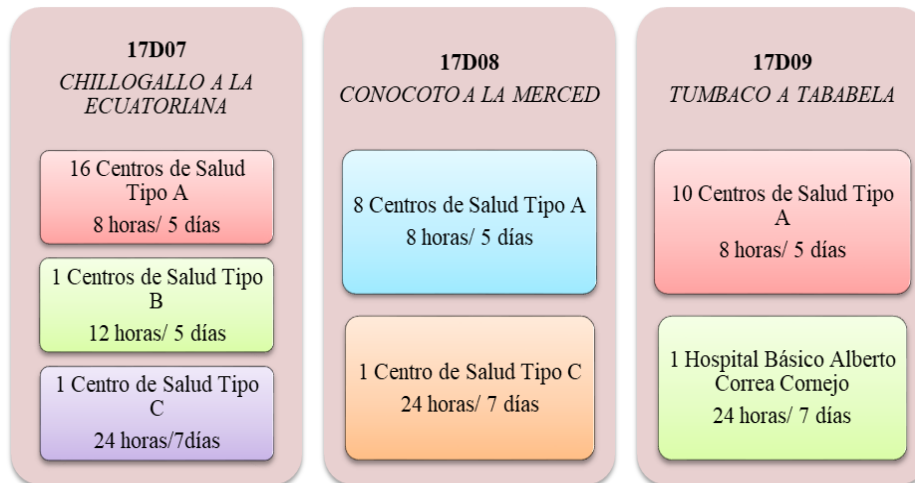 17D07
CHILLOGALLO A LA
ECUATORIANA
16 Centros de Salud
Tipo A
8 horas/ 5 días
1 Centros de Salud Tipo
B
12 horas/ 5 días
1 Centro de Salud Tipo
C
24 horas/7días
17D08
CONOCOTO A LA MERCED
8 Centros de Salud Tipo A
8 horas/ 5 días
1 Centro de Salud Tipo C
24 horas/ 7 días
17D09
TUMBACO A TABABELA
10 Centros de Salud Tipo
A
8 horas/ 5 días
1 Hospital Básico Alberto
Correa Cornejo
24 horas/ 7 días